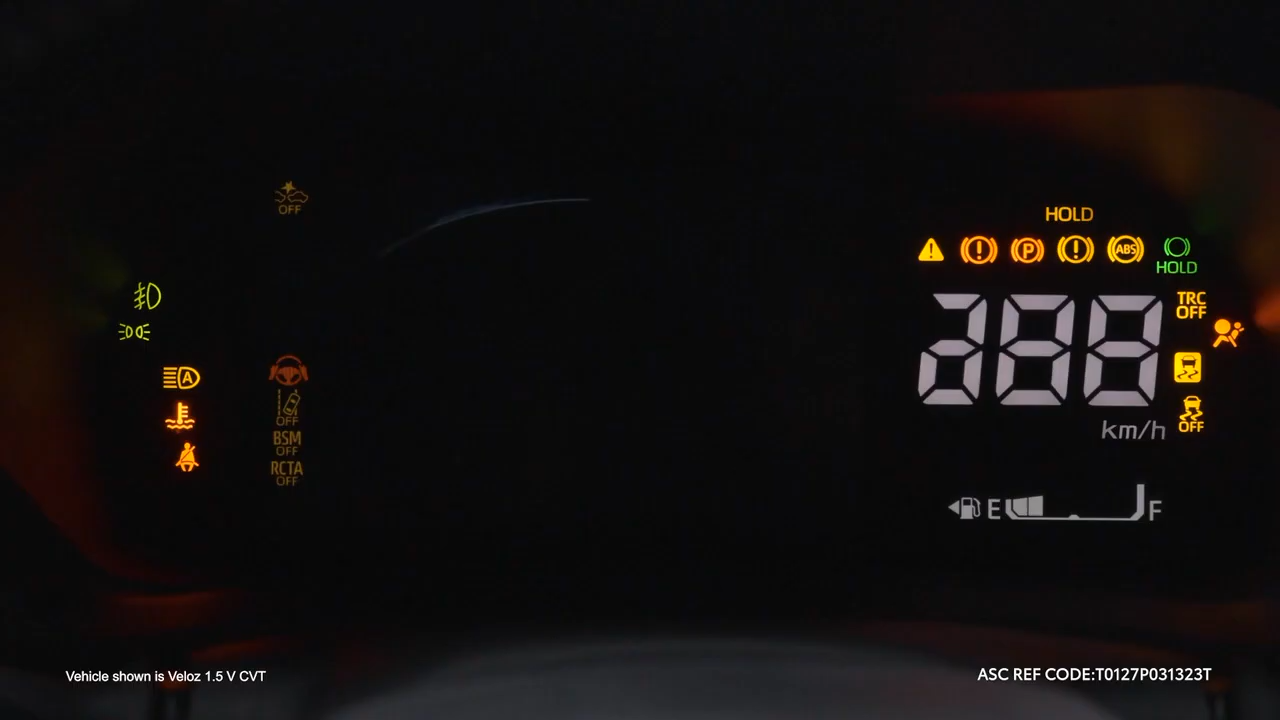 OFF
HOLD
P
ABS
HOLD
TRC
OFF
A
OFF
BSM
OFF
RCTA
OFF
288
km/h
OFF
E
F
Vehicle shown is Veloz 1.5 V CVT
ASC REF CODE:T0127P031323T